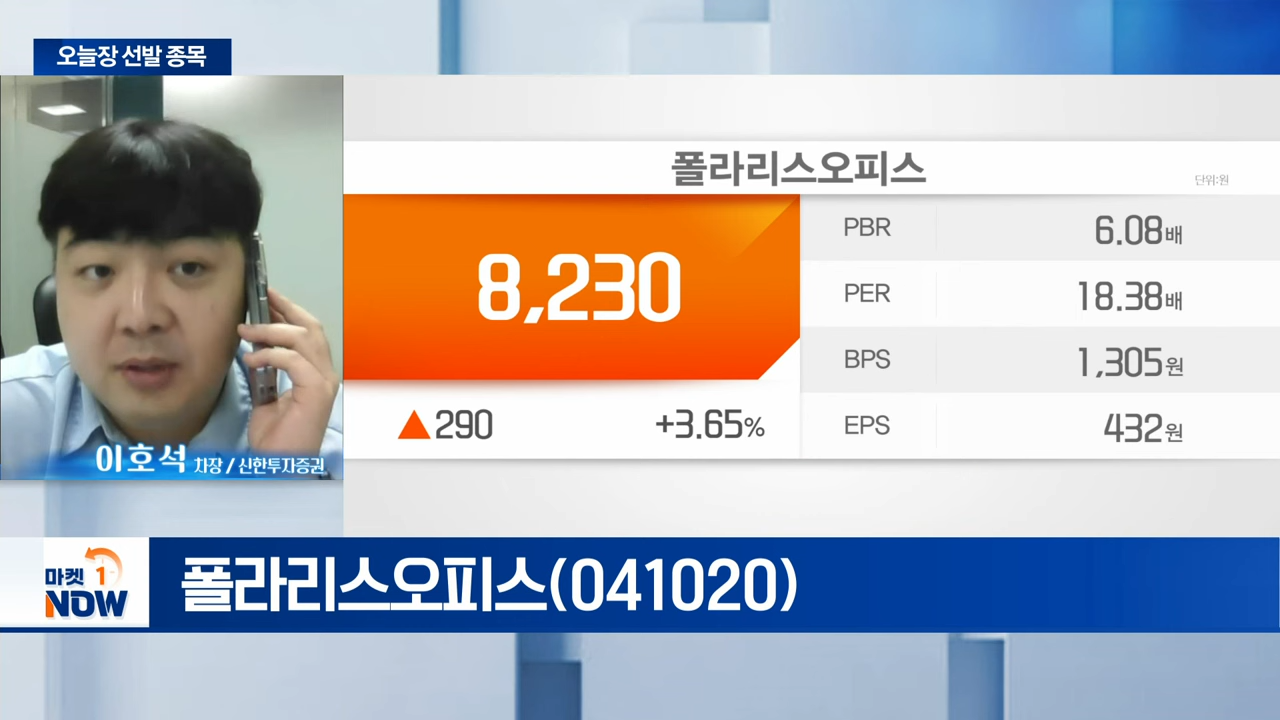 오늘장 선발 종목
폴라리스오피스
단위:원
8,230
▲290 +3.65%
PBR 6.08배
PER 18.38배
BPS 1,305원
EPS 432원
이호석 차장 / 신한투자증권
마켓 1
NOW
폴라리스오피스(041020)